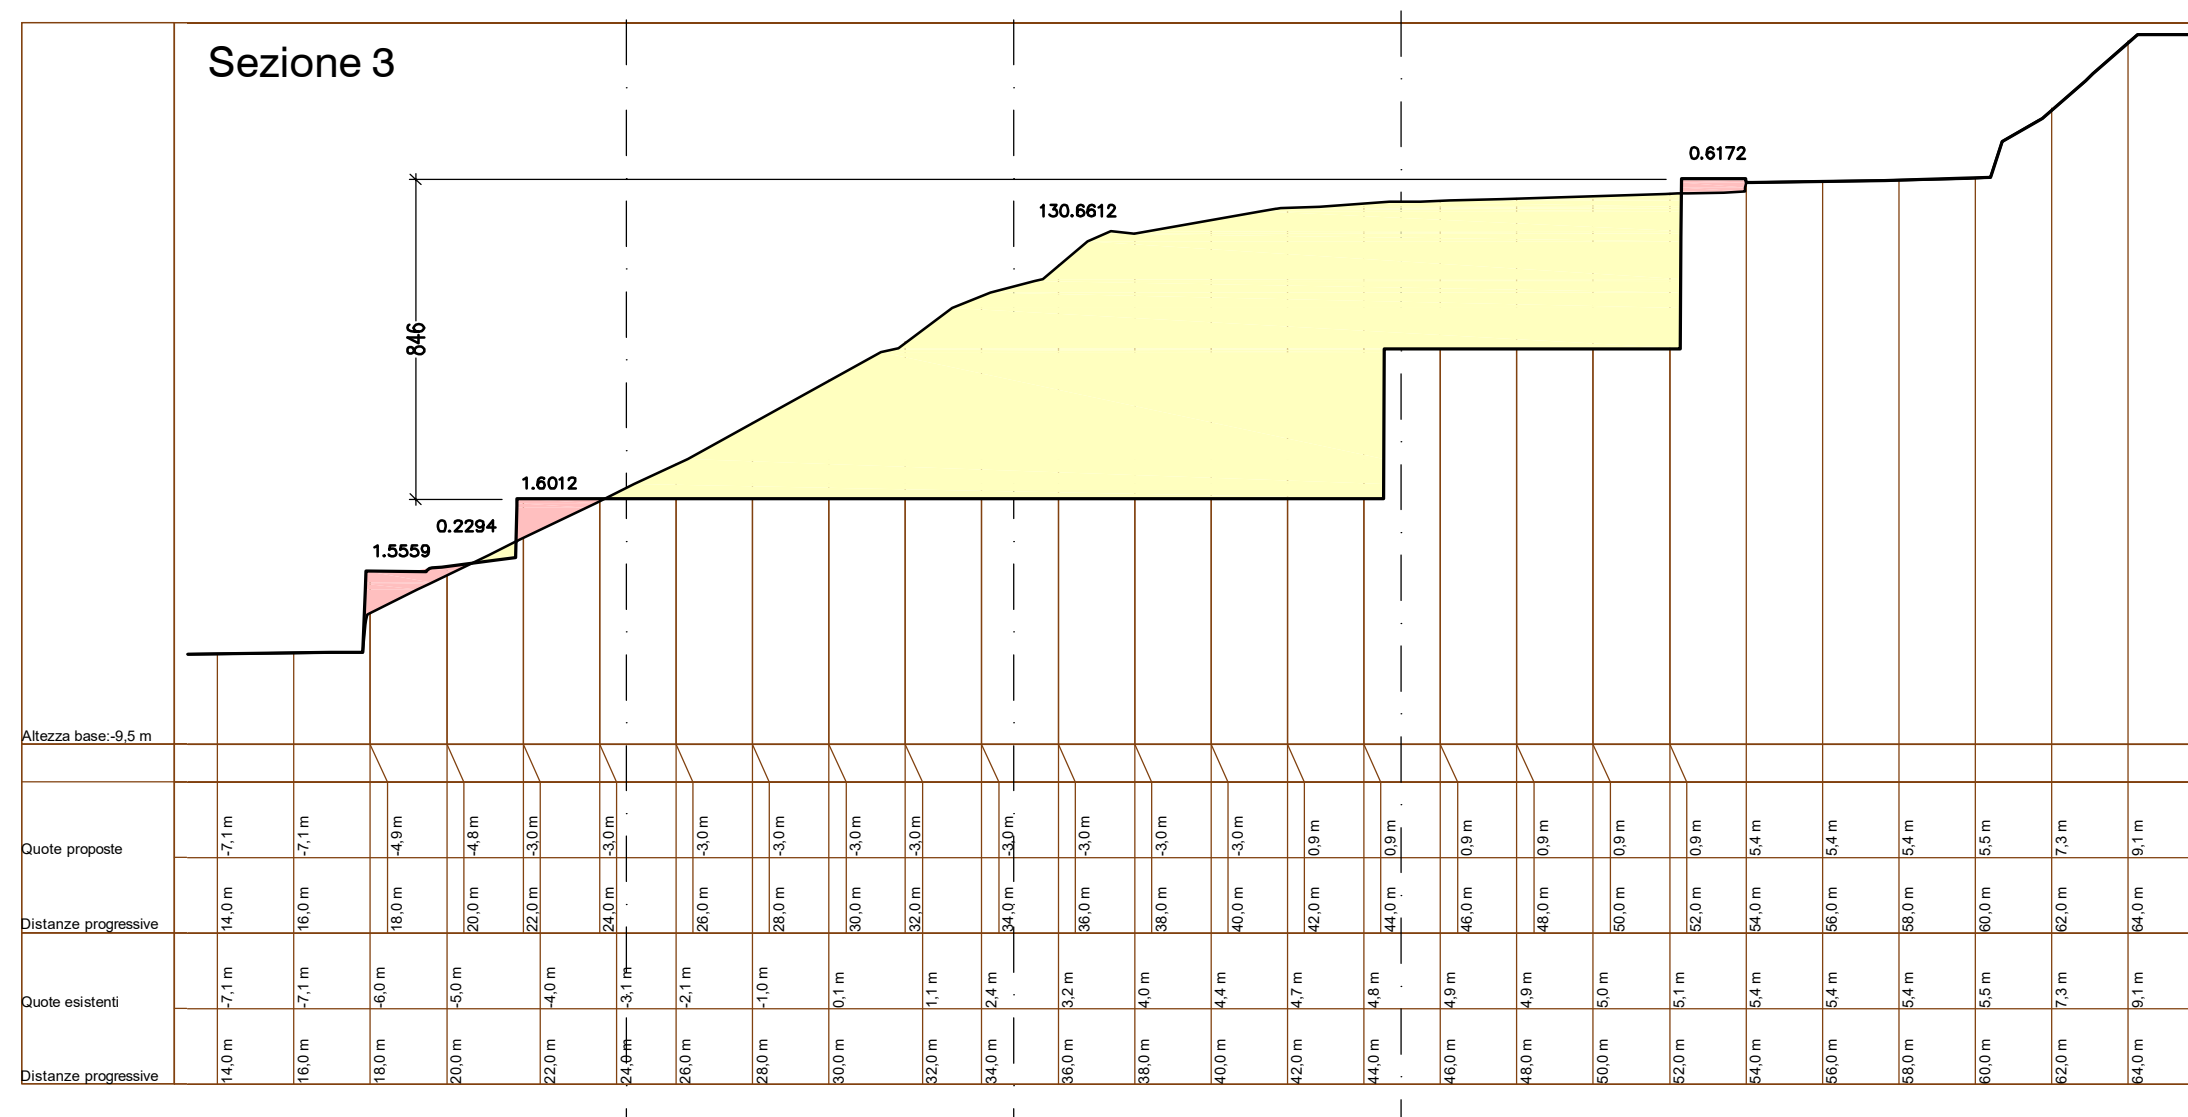 Sezione 3
0.6172
130.6612
846
1.6012
0.2294
1.5559
Altezza base:-9,5 m
Quote proposte -7,1 m -7,1 m -4,9 m -4,8 m -3,0 m -3,0 m -3,0 m -3,0 m -3,0 m -3,0 m -3,0 m -3,0 m -3,0 m -3,0 m 0,9 m 0,9 m 0,9 m 0,9 m 0,9 m 0,9 m 5,4 m 5,4 m 5,4 m 5,5 m 7,3 m 9,1 m
Distanze progressive 14,0 m 16,0 m 18,0 m 20,0 m 22,0 m 24,0 m 26,0 m 28,0 m 30,0 m 32,0 m 34,0 m 36,0 m 38,0 m 40,0 m 42,0 m 44,0 m 46,0 m 48,0 m 50,0 m 52,0 m 54,0 m 56,0 m 58,0 m 60,0 m 62,0 m 64,0 m
Quote esistenti -7,1 m -7,1 m -6,0 m -5,0 m -4,0 m -3,1 m -2,1 m -1,0 m 0,1 m 1,1 m 2,4 m 3,2 m 4,0 m 4,4 m 4,7 m 4,8 m 4,9 m 4,9 m 5,0 m 5,1 m 5,4 m 5,4 m 5,4 m 5,5 m 7,3 m 9,1 m
Distanze progressive 14,0 m 16,0 m 18,0 m 20,0 m 22,0 m 24,0 m 26,0 m 28,0 m 30,0 m 32,0 m 34,0 m 36,0 m 38,0 m 40,0 m 42,0 m 44,0 m 46,0 m 48,0 m 50,0 m 52,0 m 54,0 m 56,0 m 58,0 m 60,0 m 62,0 m 64,0 m